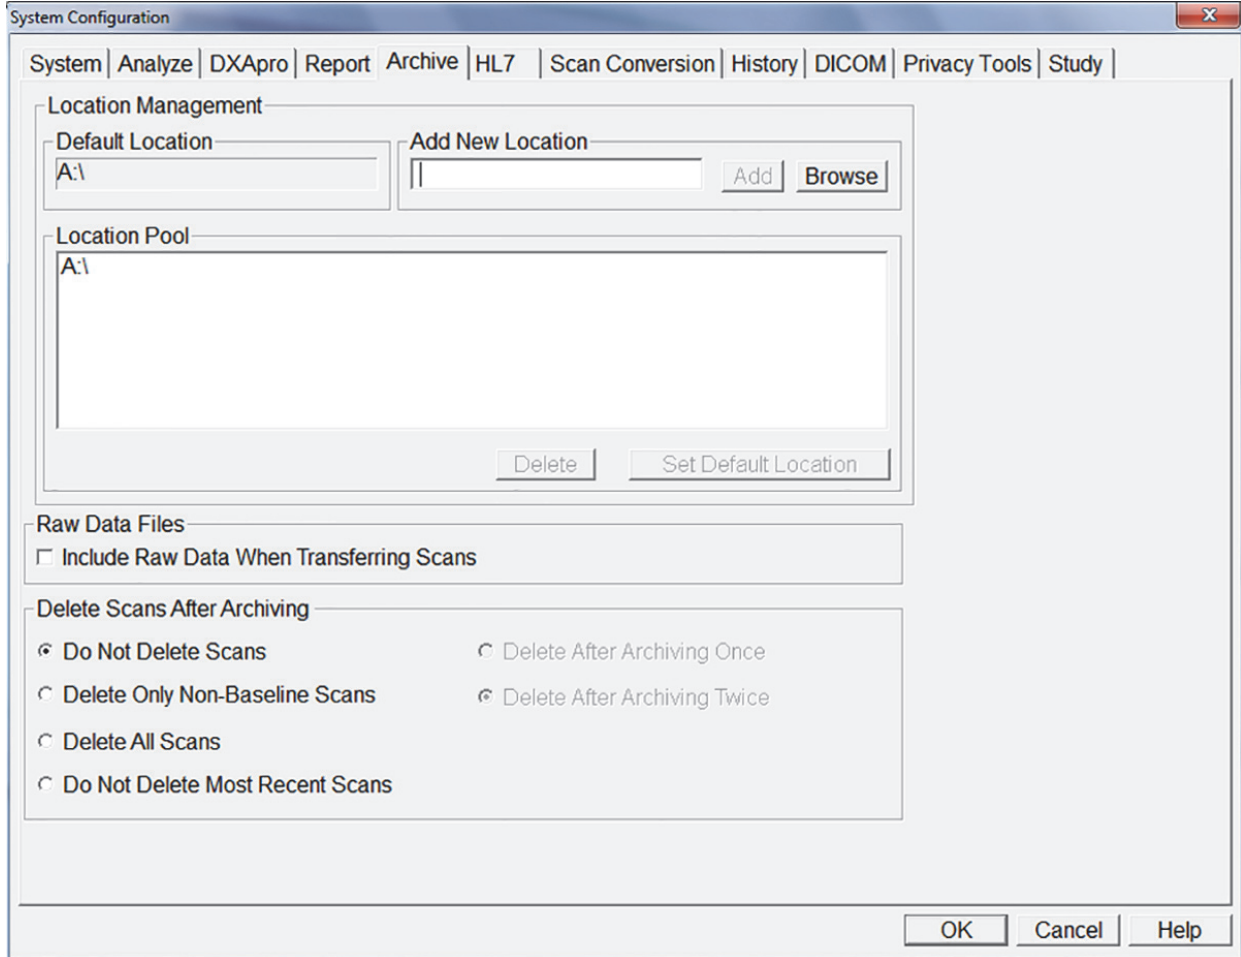 System Configuration
x
System Analyze DXApro Report Archive HL7 Scan Conversion History DICOM Privacy Tools Study
Location Management
Default Location
A:\
Add New Location
Add Browse
Location Pool
A:\
Delete Set Default Location
Raw Data Files
Include Raw Data When Transferring Scans
Delete Scans After Archiving
Do Not Delete Scans
Delete After Archiving Once
Delete Only Non-Baseline Scans
Delete After Archiving Twice
Delete All Scans
Do Not Delete Most Recent Scans
OK Cancel Help